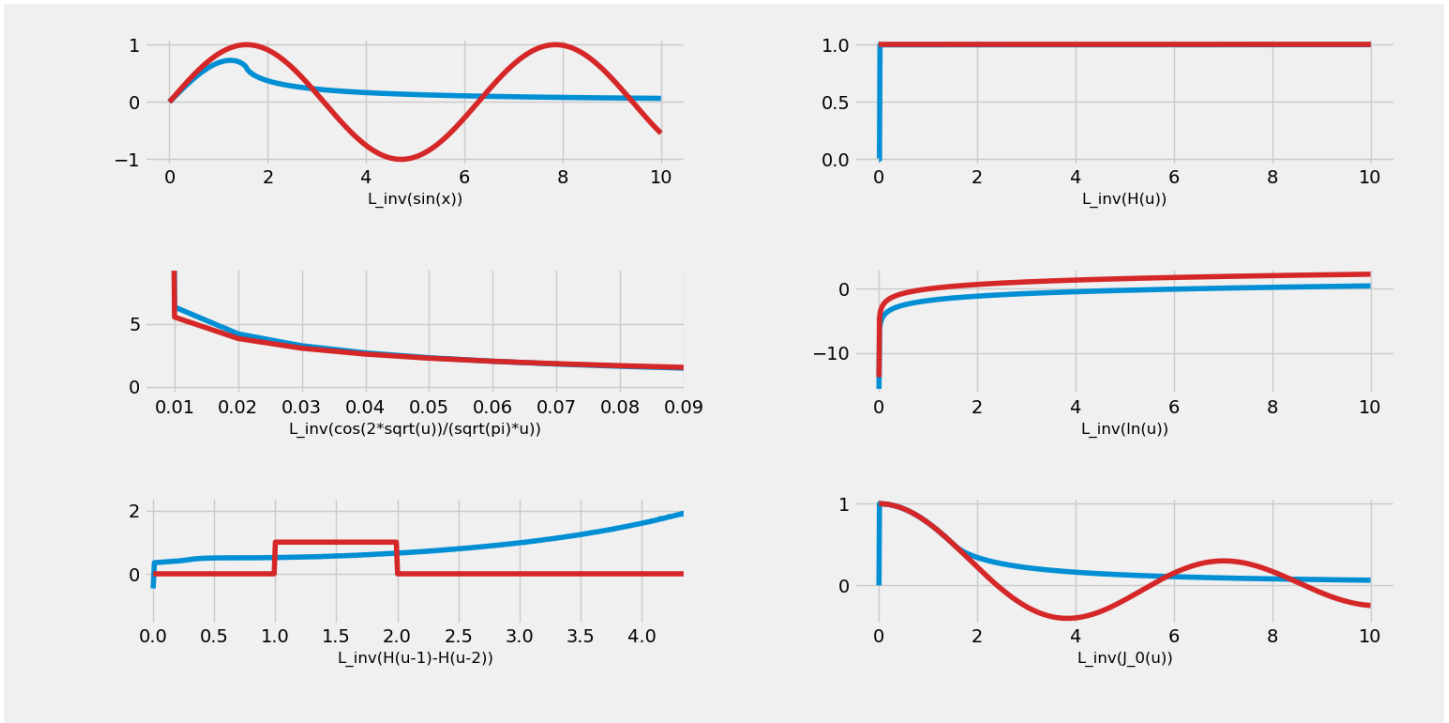 1
0
−1
0 2 4 6 8 10
L_inv(sin(x))
1.0
0.5
0.0
0 2 4 6 8 10
L_inv(H(u))
5
0
0.01 0.02 0.03 0.04 0.05 0.06 0.07 0.08 0.09
L_inv(cos(2*sqrt(u))/(sqrt(pi)*u))
0
−10
0 2 4 6 8 10
L_inv(ln(u))
2
0
0.0 0.5 1.0 1.5 2.0 2.5 3.0 3.5 4.0
L_inv(H(u-1)-H(u-2))
1
0
0 2 4 6 8 10
L_inv(J_0(u))